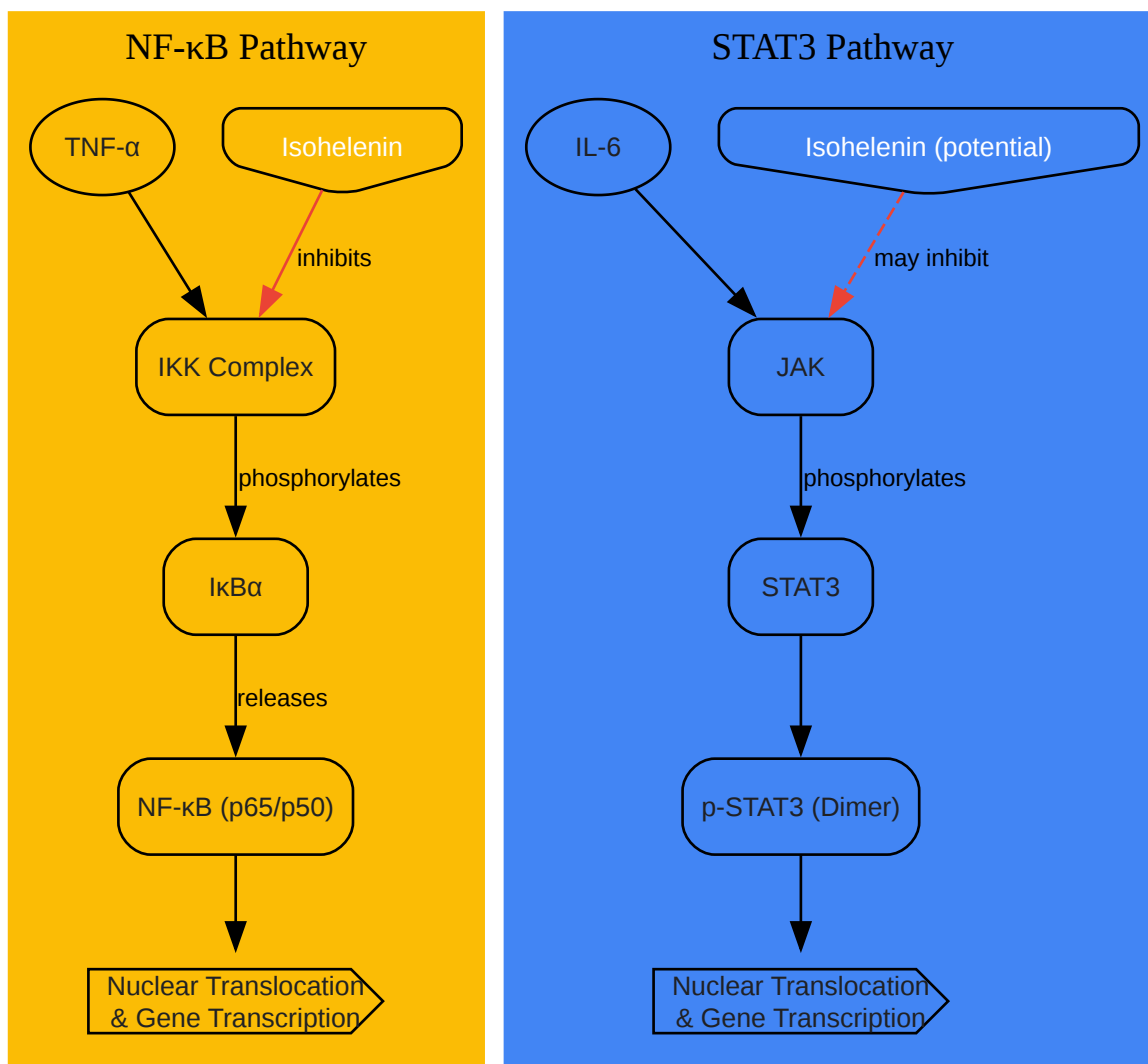 NF-κB Pathway
TNF-α
Isohelenin
inhibits
IKK Complex
phosphorylates
IκBα
releases
NF-κB (p65/p50)
Nuclear Translocation
& Gene Transcription
STAT3 Pathway
IL-6
Isohelenin (potential)
may inhibit
JAK
phosphorylates
STAT3
p-STAT3 (Dimer)
Nuclear Translocation
& Gene Transcription